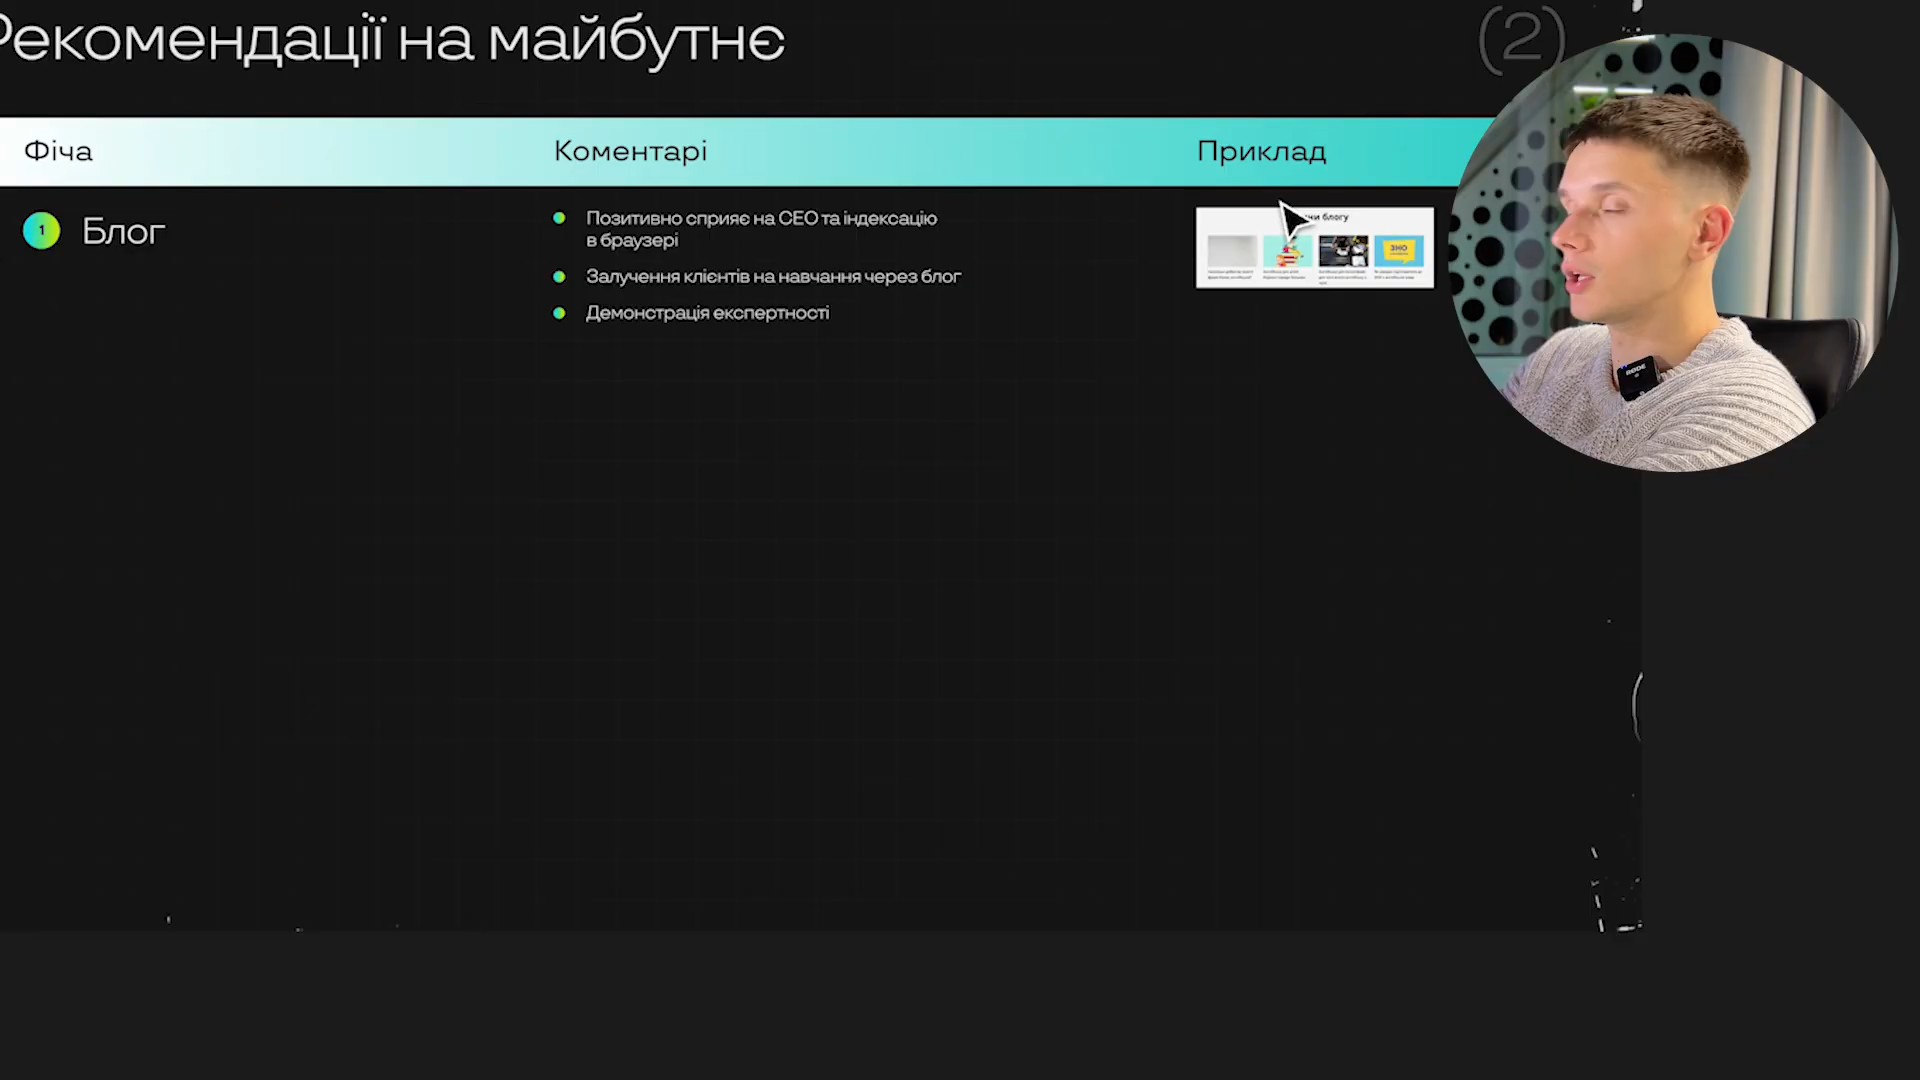 Рекомендації на майбутнє
(2)
Фіча
Коментарі
Приклад
1
Блог
Позитивно сприяє на СЕО та індексацію
в браузері
Залучення клієнтів на навчання через блог
Демонстрація експертності
блогу
ЗНО
RØDE